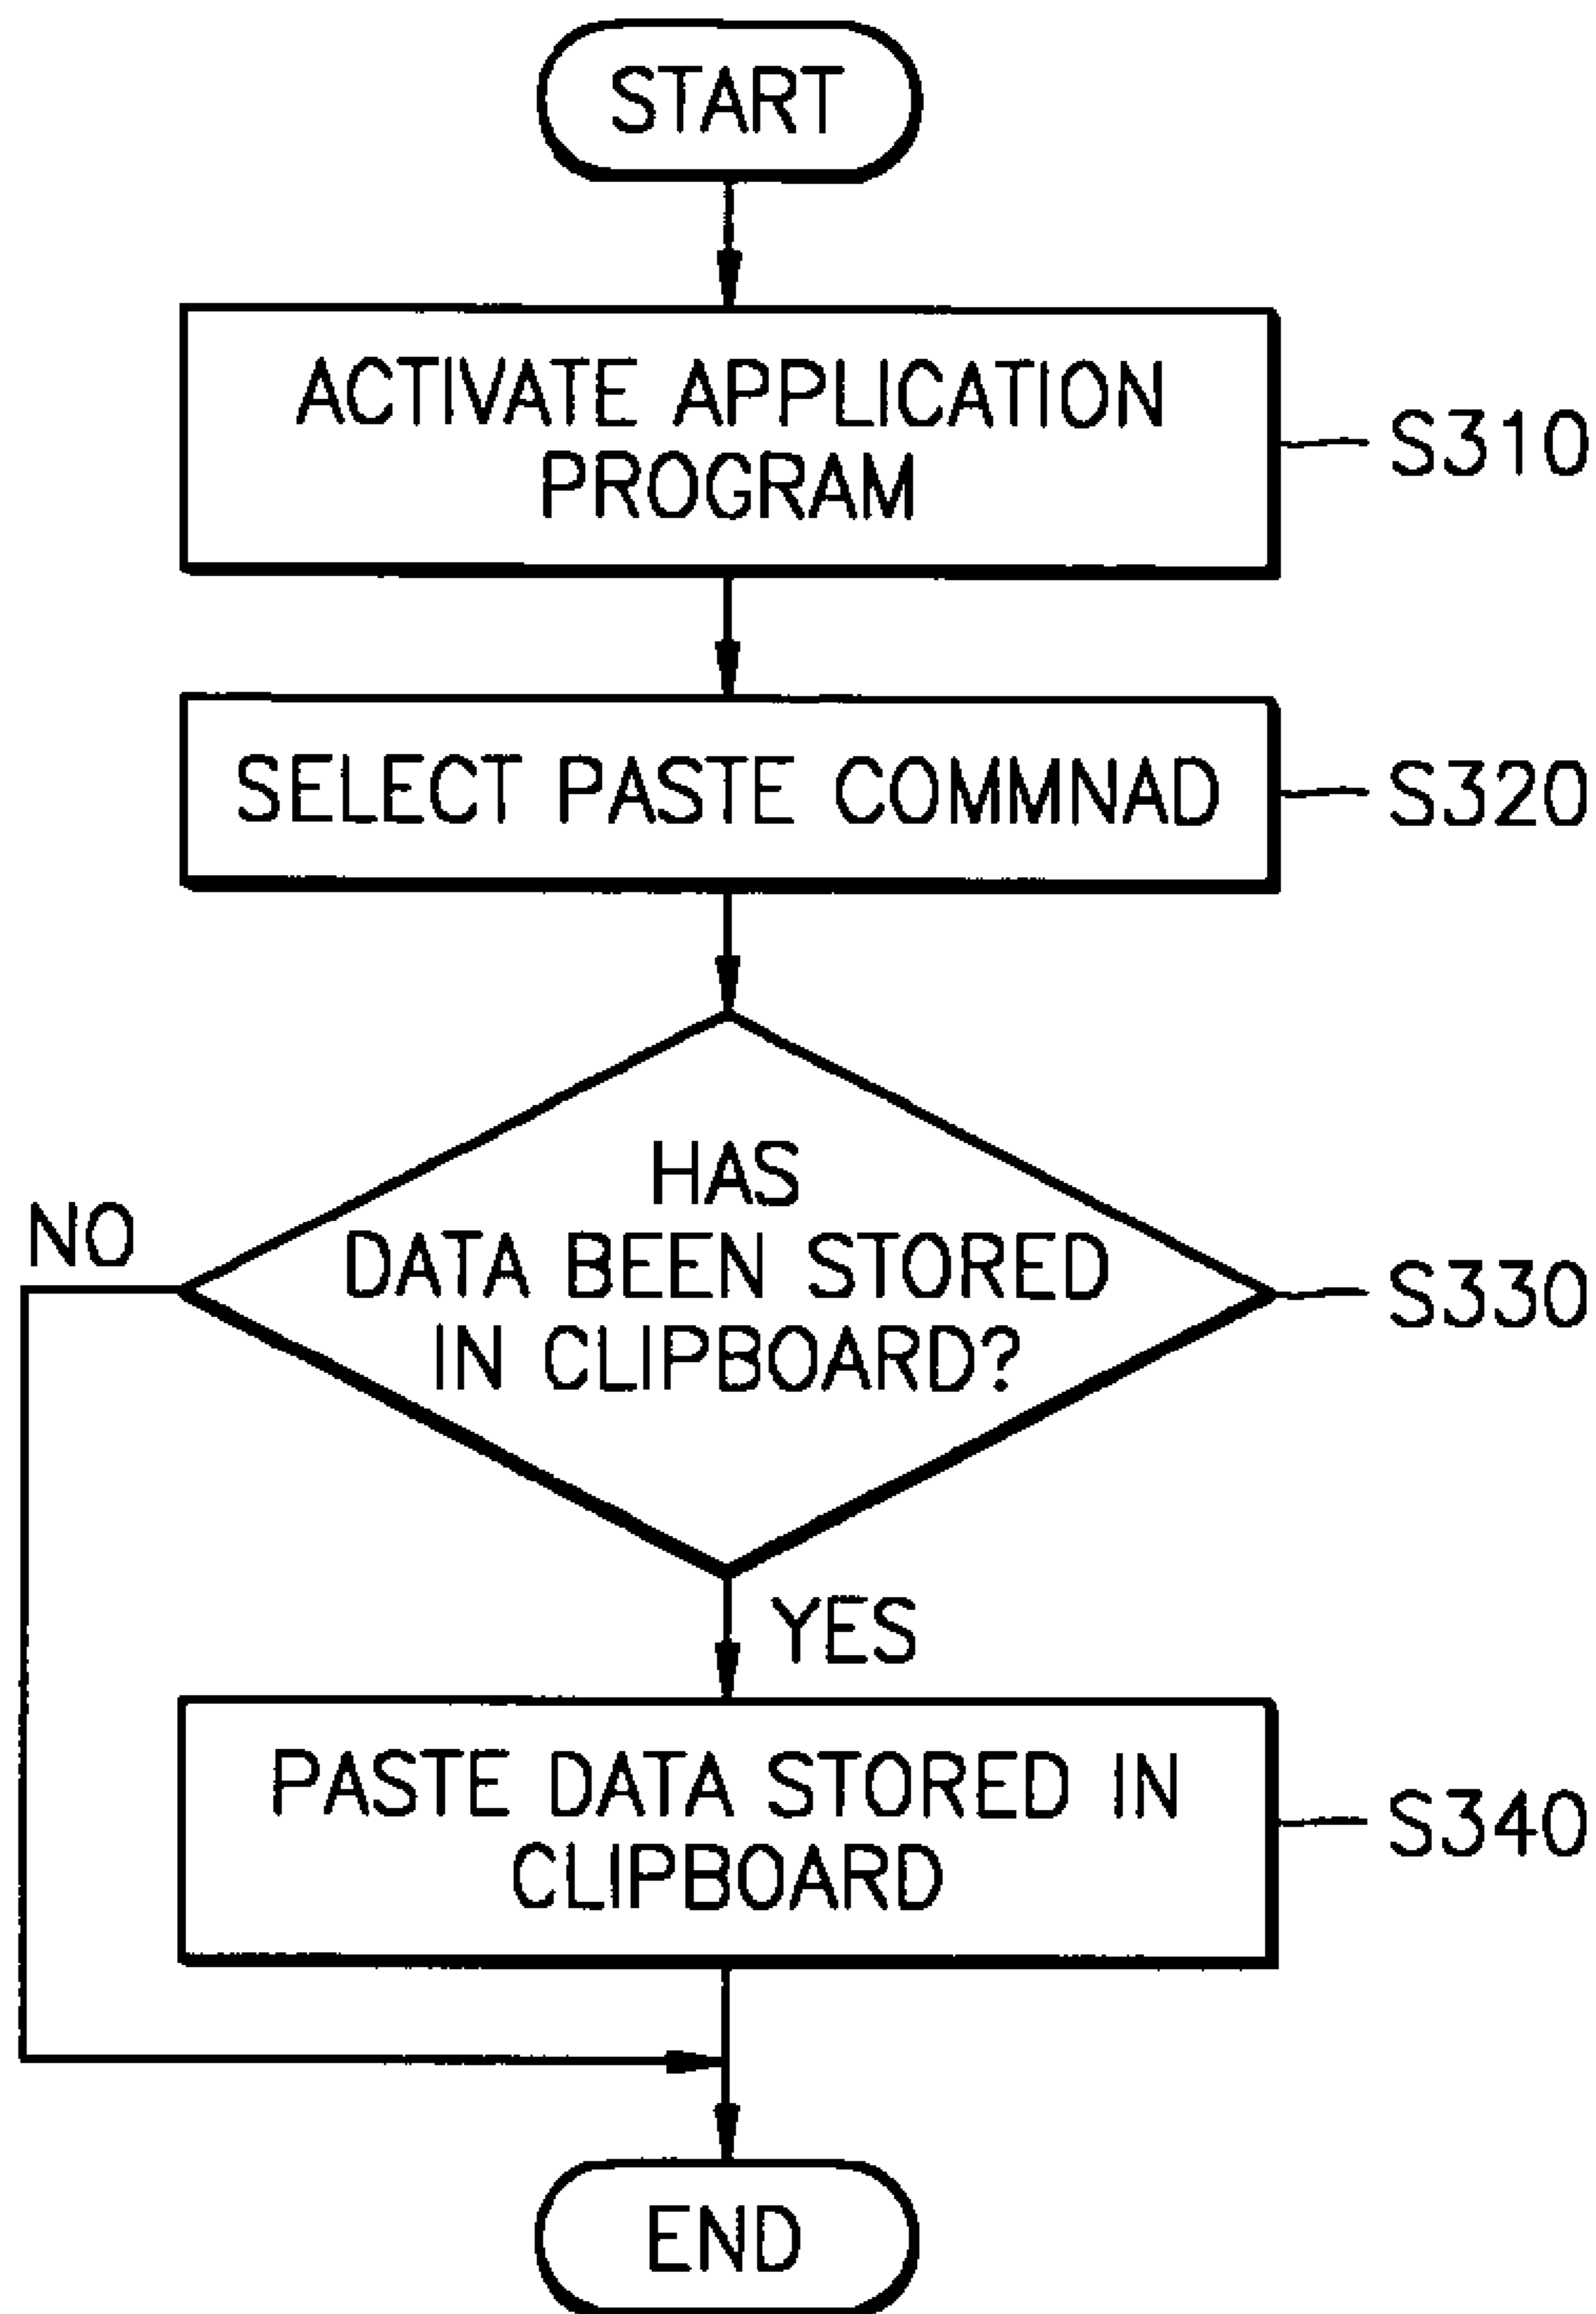 START
ACTIVATE APPLICATION
PROGRAM
S310
SELECT PASTE COMMNAD
S320
HAS
DATA BEEN STORED
IN CLIPBOARD?
S330
NO
YES
PASTE DATA STORED IN
CLIPBOARD
S340
END